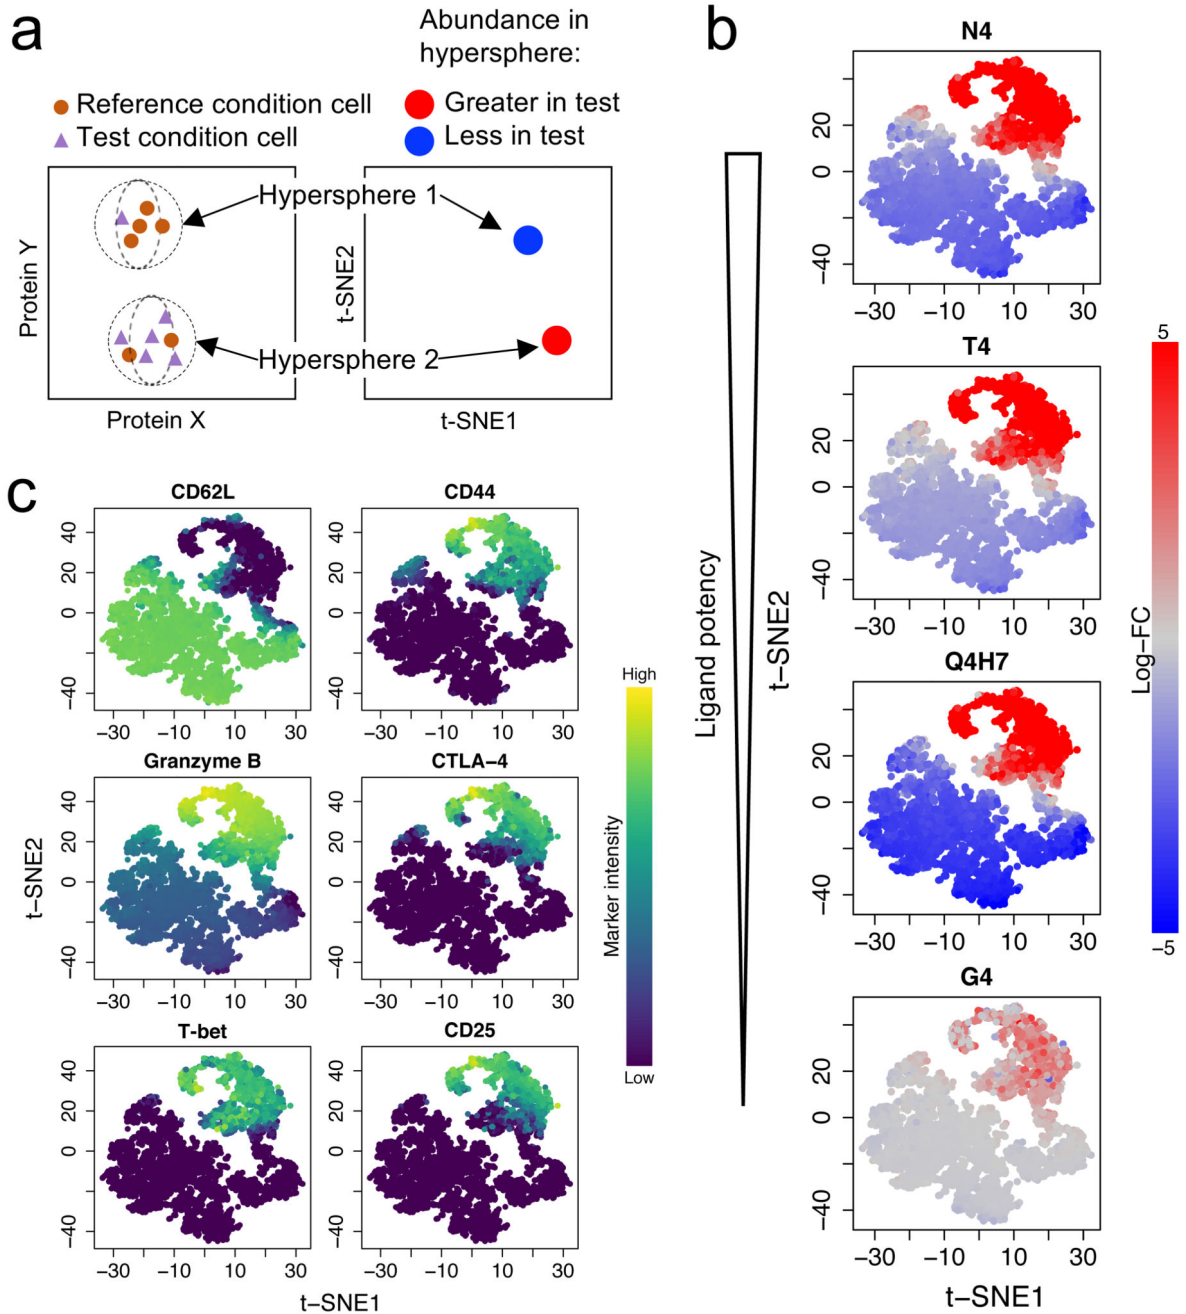 a
Abundance in
hypersphere:
Reference condition cell
Test condition cell
Greater in test
Less in test
Hypersphere 1
Hypersphere 2
Protein Y
Protein X
t-SNE2
t-SNE1
b
Ligand potency
t−SNE2
N4
20
0
−40
−30 −10 10 30
T4
20
0
−40
−30 −10 10 30
Q4H7
20
0
−40
−30 −10 10 30
G4
20
0
−40
−30 −10 10 30
t−SNE1
5
Log−FC
−5
c
CD62L
40
20
0
−40
−30 −10 10 30
CD44
40
20
0
−40
−30 −10 10 30
Granzyme B
40
20
0
−40
−30 −10 10 30
CTLA−4
40
20
0
−40
−30 −10 10 30
T-bet
40
20
0
−40
−30 −10 10 30
CD25
40
20
0
−40
−30 −10 10 30
t−SNE2
t−SNE1
High
Marker intensity
Low